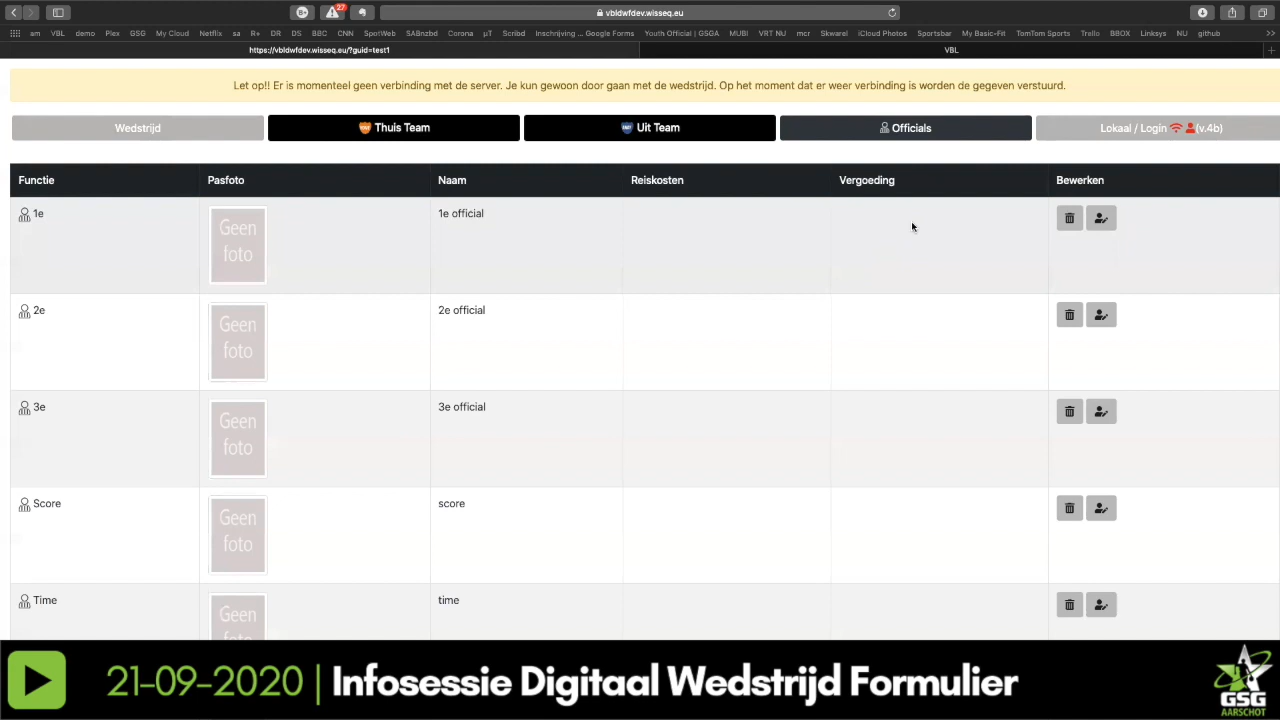 27
vbldwfdev.wisseq.eu
am VBL demo Plex GSG My Cloud Netflix sa R+ RR DR DS BBC CNN SpotWeb SABnzbd Corona µT Scribd Inschrijving ... Google Forms Youth Official | GSGA MUBI VRT NU mcr Skwarel iCloud Photos Sportsbar My Basic-Fit TomTom Sports Trello BBOX Linksys NU github >>
https://vbldwfdev.wisseq.eu/?guid=test1 VBL
Let op!! Er is momenteel geen verbinding met de server. Je kun gewoon door gaan met de wedstrijd. Op het moment dat er weer verbinding is worden de gegeven verstuurd.
Wedstrijd Thuis Team Uit Team Officials Lokaal / Login (v.4b)
Functie Pasfoto Naam Reiskosten Vergoeding Bewerken
1e Geen foto 1e official
2e Geen foto 2e official
3e Geen foto 3e official
Score Geen foto score
Time Geen time
21-09-2020 | Infosessie Digitaal Wedstrijd Formulier
GSG
AARSCHOT